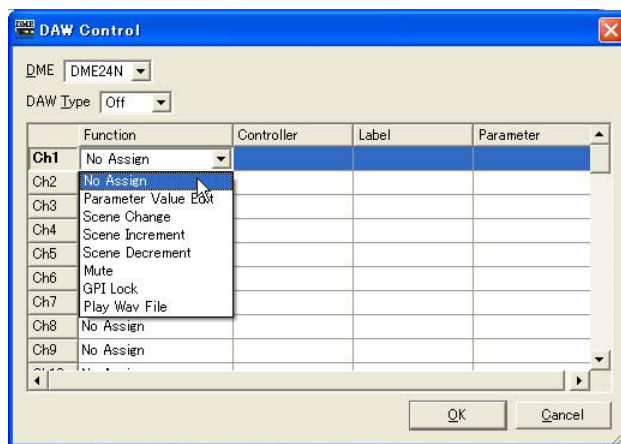 DAW Control
DME DME24N
DAW Type Off
Function Controller Label Parameter
Ch1 No Assign
Ch2 No Assign
Ch3 Parameter Value Edit
Scene Change
Ch4 Scene Increment
Ch5 Scene Decrement
Ch6 Mute
GPI Lock
Ch7 Play Wav File
Ch8 No Assign
Ch9 No Assign
OK Cancel